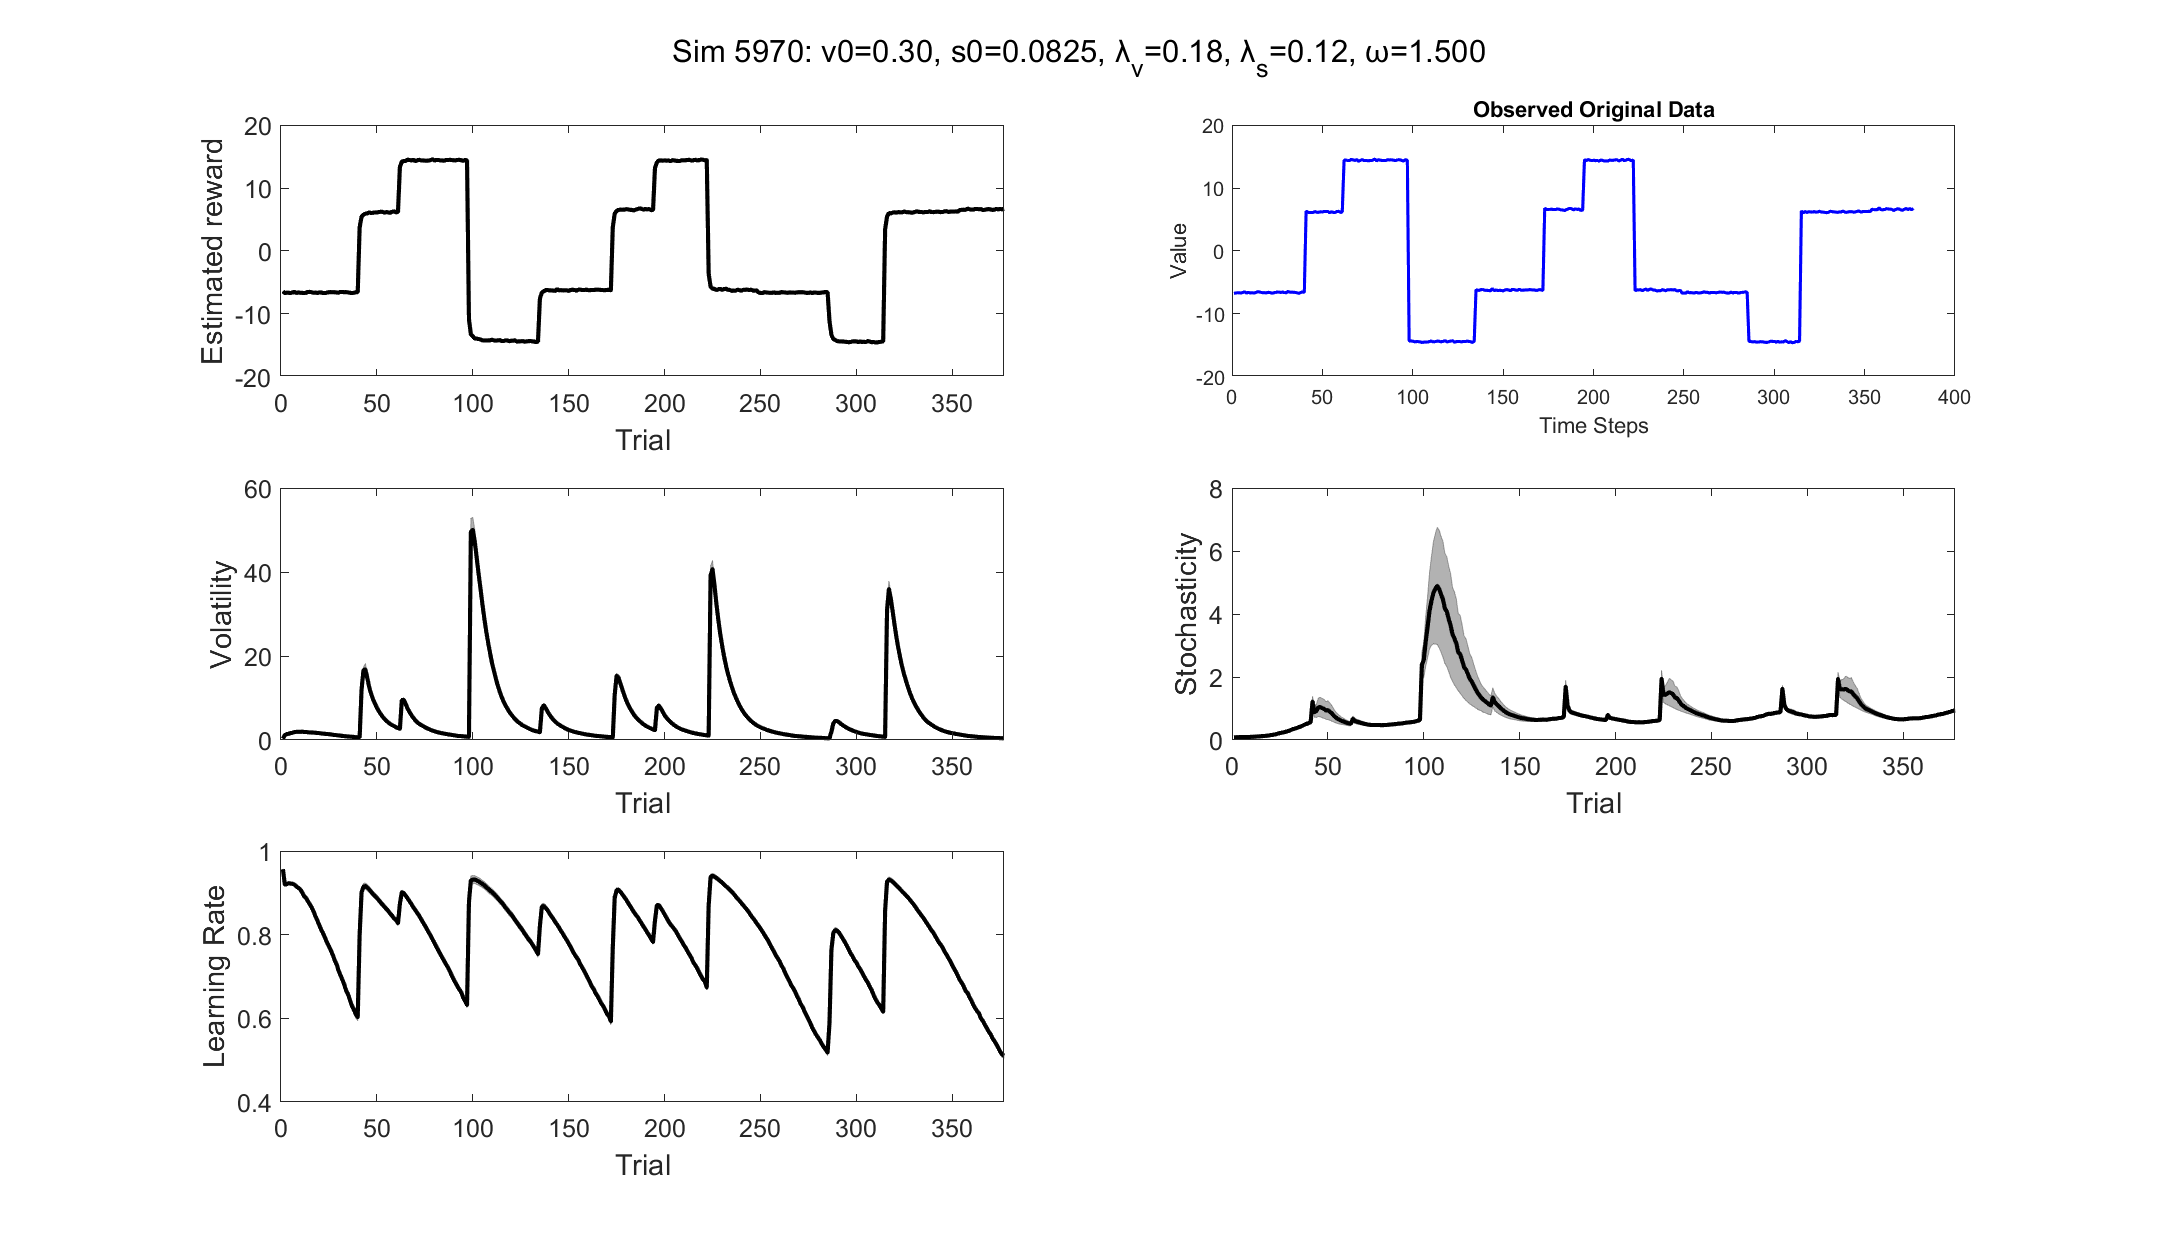 Sim 5970: v0=0.30, s0=0.0825, λ_v=0.18, λ_s=0.12, ω=1.500
Estimated reward
20
10
0
-10
-20
0 50 100 150 200 250 300 350
Trial
Observed Original Data
Value
20
10
0
-10
-20
0 50 100 150 200 250 300 350 400
Time Steps
Volatility
60
40
20
0
0 50 100 150 200 250 300 350
Trial
Stochasticity
8
6
4
2
0
0 50 100 150 200 250 300 350
Trial
Learning Rate
1
0.8
0.6
0.4
0 50 100 150 200 250 300 350
Trial